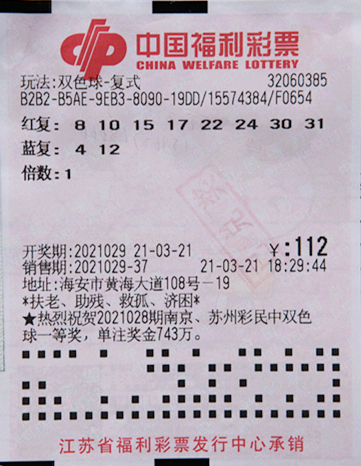 中国福利彩票
CHINA WELFARE LOTTERY
玩法:双色球-复式 32060385
B2B2-B5AE-9EB3-8090-19DD/15574384/F0654
红复: 8 10 15 17 22 24 30 31
蓝复: 4 12
倍数:1
开奖期:2021029 21-03-21 ¥:112
销售期:2021029-37 21-03-21 18:29:44
地址:海安市黄海大道108号-19
*扶老、助残、救孤、济困*
★热烈祝贺2021028期南京、苏州彩民中双色
球一等奖，单注奖金743万。
江苏省福利彩票发行中心承销